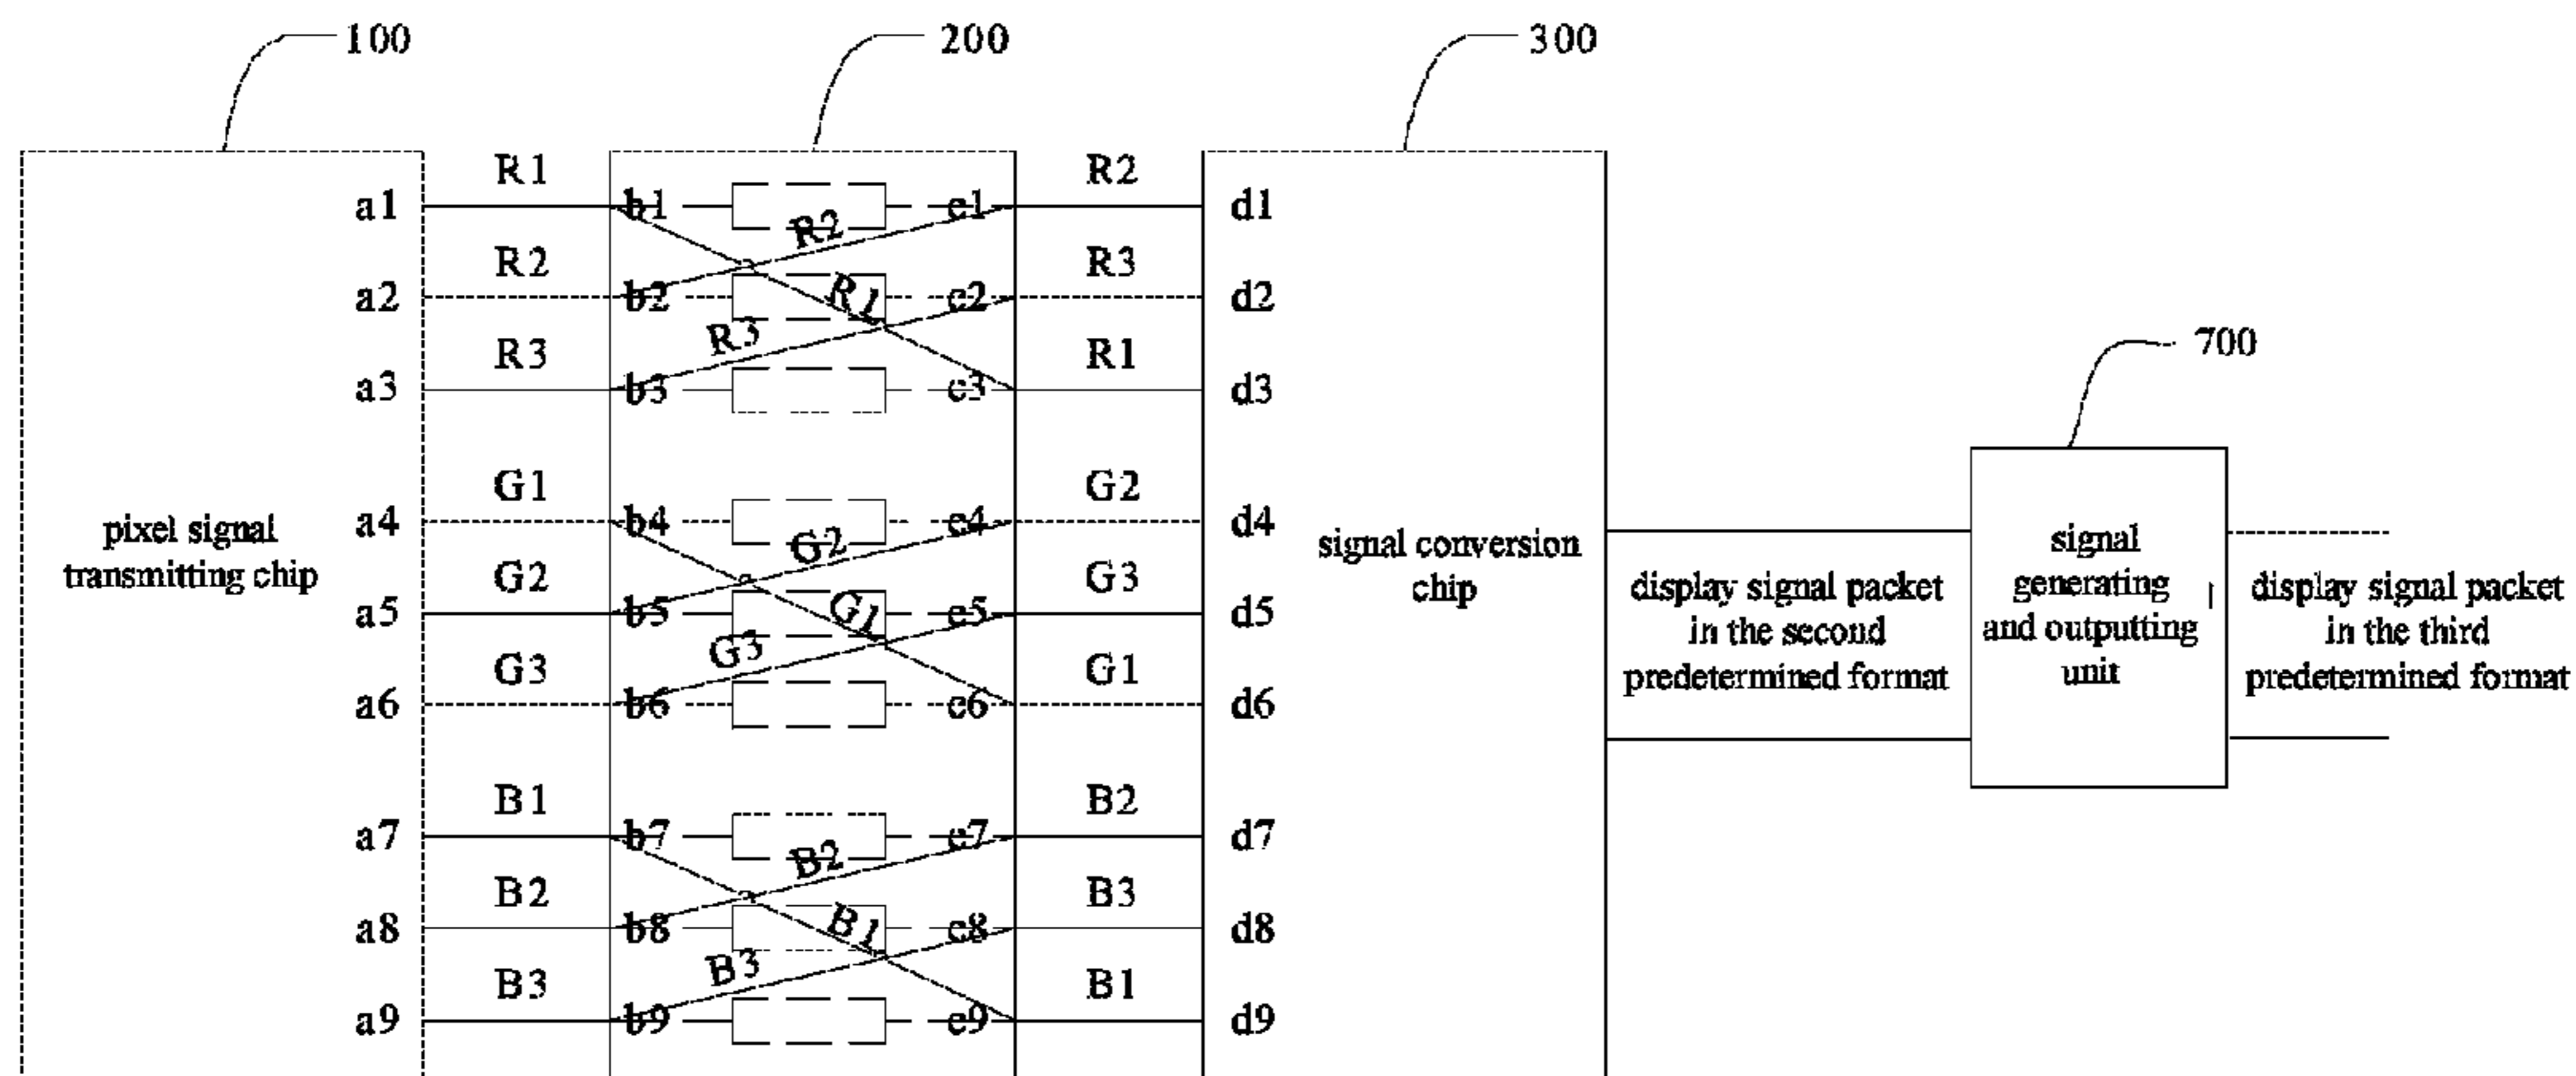 100
200
300
R1
R2
a1
b1
c1
d1
R2
R2
R3
a2
b2
R1
c2
d2
700
R3
R3
R1
a3
b3
c3
d3
G1
G2
a4
b4
c4
d4
G2
pixel signal
transmitting chip
signal conversion
chip
signal
generating
and outputting
unit
G2
G3
a5
b5
G1
c5
d5
display signal packet
in the second
predetermined format
display signal packet
in the third
predetermined format
G3
G3
G1
a6
b6
c6
d6
B1
B2
a7
b7
c7
d7
B2
B2
B3
a8
b8
B1
c8
d8
B3
B3
B1
a9
b9
c9
d9